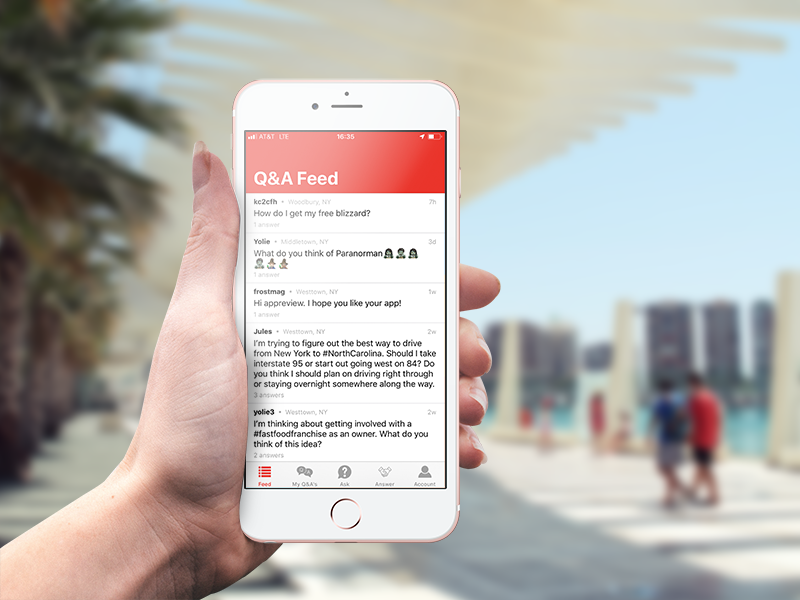 AT&T LTE 16:35
Q&A Feed
kc2cfh • Woodbury, NY 7h
How do I get my free blizzard?
1 answer
Yolie • Middletown, NY 3d
What do you think of Paranorman
1 answer
frostmag • Westtown, NY 1w
Hi appreview. I hope you like your app!
1 answer
Jules • Westtown, NY 2w
I'm trying to figure out the best way to drive
from New York to #NorthCarolina. Should I take
interstate 95 or start out going west on 84? Do
you think I should plan on driving right through
or staying overnight somewhere along the way.
3 answers
yolie3 • Westtown, NY 2w
I'm thinking about getting involved with a
#fastfoodfranchise as an owner. What do you
think of this idea?
2 answers
Feed My Q&A's Ask Answer Account